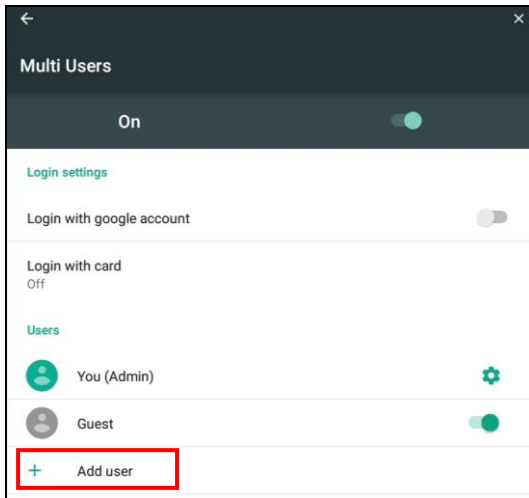 Multi Users
On
Login settings
Login with google account
Login with card
Off
Users
You (Admin)
Guest
Add user